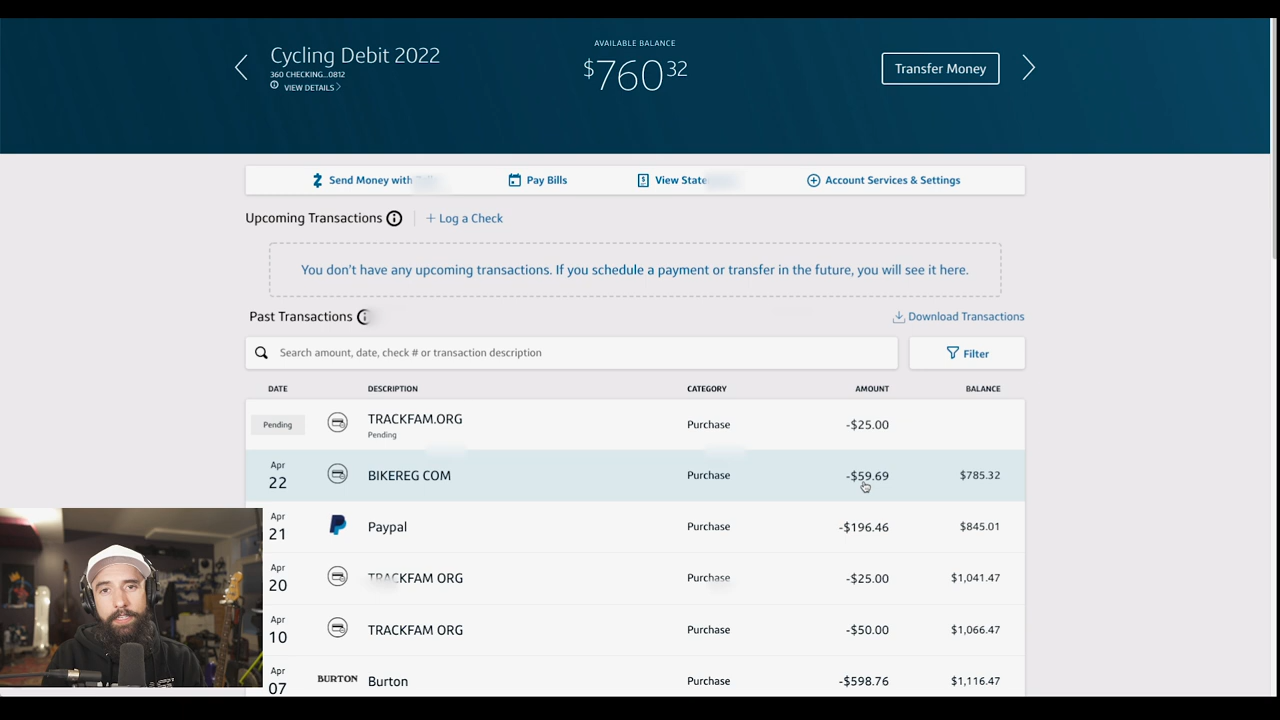 Cycling Debit 2022
360 CHECKING...0812
VIEW DETAILS
AVAILABLE BALANCE
$760 32
Transfer Money
Send Money with
Pay Bills
View State
Account Services & Settings
Upcoming Transactions
+ Log a Check
You don't have any upcoming transactions. If you schedule a payment or transfer in the future, you will see it here.
Past Transactions
Download Transactions
Search amount, date, check # or transaction description
Filter
DATE DESCRIPTION CATEGORY AMOUNT BALANCE
Pending TRACKFAM.ORG Purchase -$25.00
Pending
Apr
22 BIKEREG COM Purchase -$59.69 $785.32
Apr
21 Paypal Purchase -$196.46 $845.01
Apr
20 TRACKFAM ORG Purchase -$25.00 $1,041.47
Apr
10 TRACKFAM ORG Purchase -$50.00 $1,066.47
Apr
07 BURTON Burton Purchase -$598.76 $1,116.47